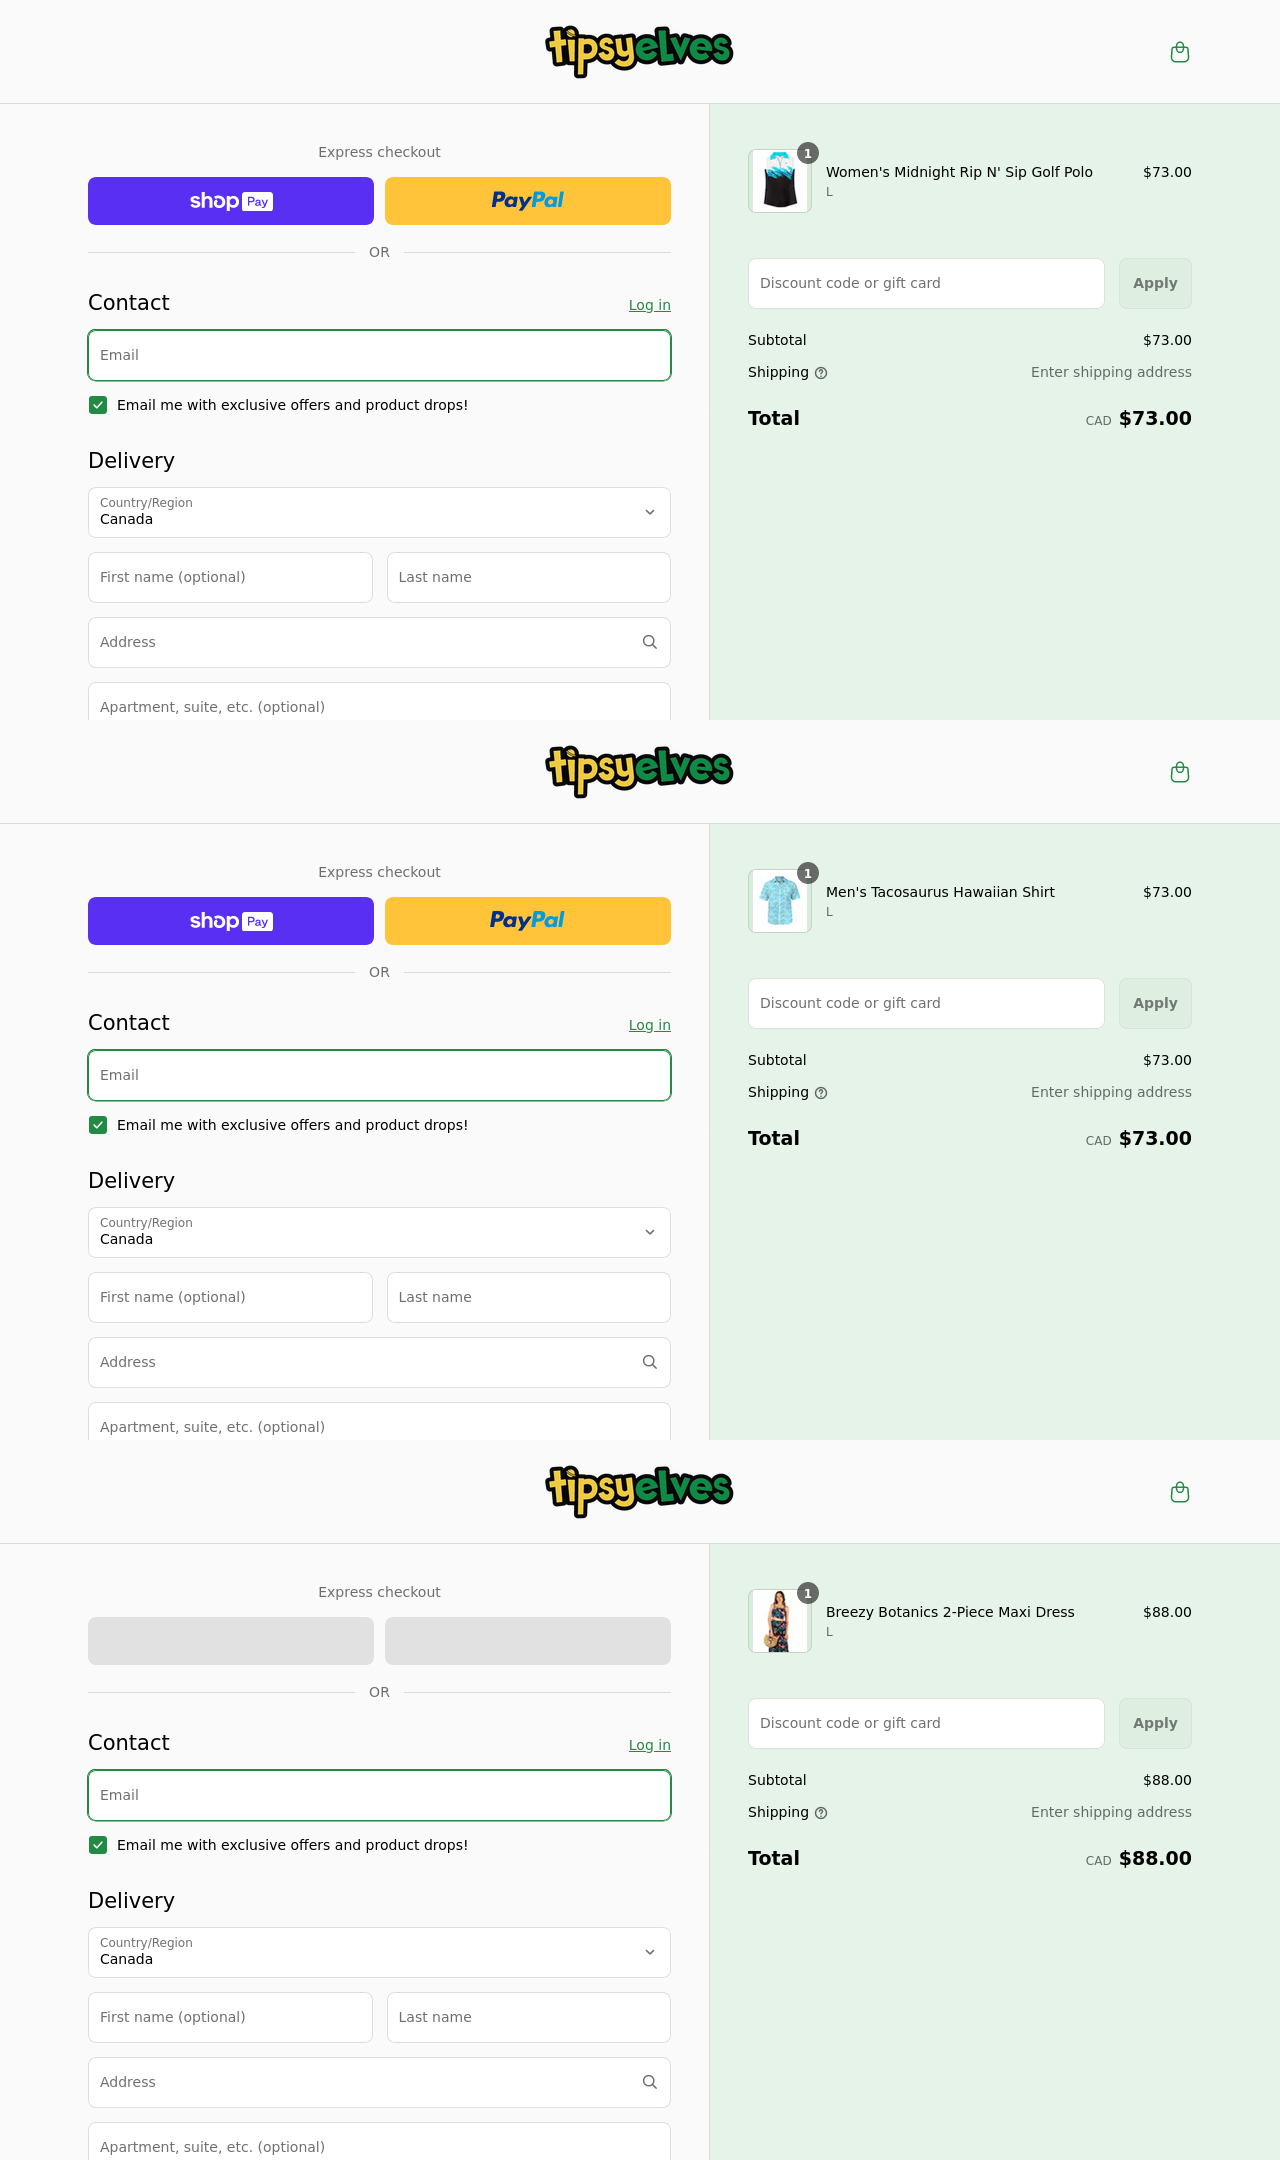 tipsyelves
Express checkout
shop Pay
PayPal
OR
Contact
Log in
Email
Email me with exclusive offers and product drops!
Delivery
Country/Region
Canada
First name (optional)
Last name
Address
Apartment, suite, etc. (optional)
1
Women's Midnight Rip N' Sip Golf Polo
$73.00
L
Discount code or gift card
Apply
Subtotal
$73.00
Shipping
Enter shipping address
Total
CAD $73.00
tipsyelves
Express checkout
shop Pay
PayPal
OR
Contact
Log in
Email
Email me with exclusive offers and product drops!
Delivery
Country/Region
Canada
First name (optional)
Last name
Address
Apartment, suite, etc. (optional)
1
Men's Tacosaurus Hawaiian Shirt
$73.00
L
Discount code or gift card
Apply
Subtotal
$73.00
Shipping
Enter shipping address
Total
CAD $73.00
tipsyelves
Express checkout
OR
Contact
Log in
Email
Email me with exclusive offers and product drops!
Delivery
Country/Region
Canada
First name (optional)
Last name
Address
Apartment, suite, etc. (optional)
1
Breezy Botanics 2-Piece Maxi Dress
$88.00
L
Discount code or gift card
Apply
Subtotal
$88.00
Shipping
Enter shipping address
Total
CAD $88.00